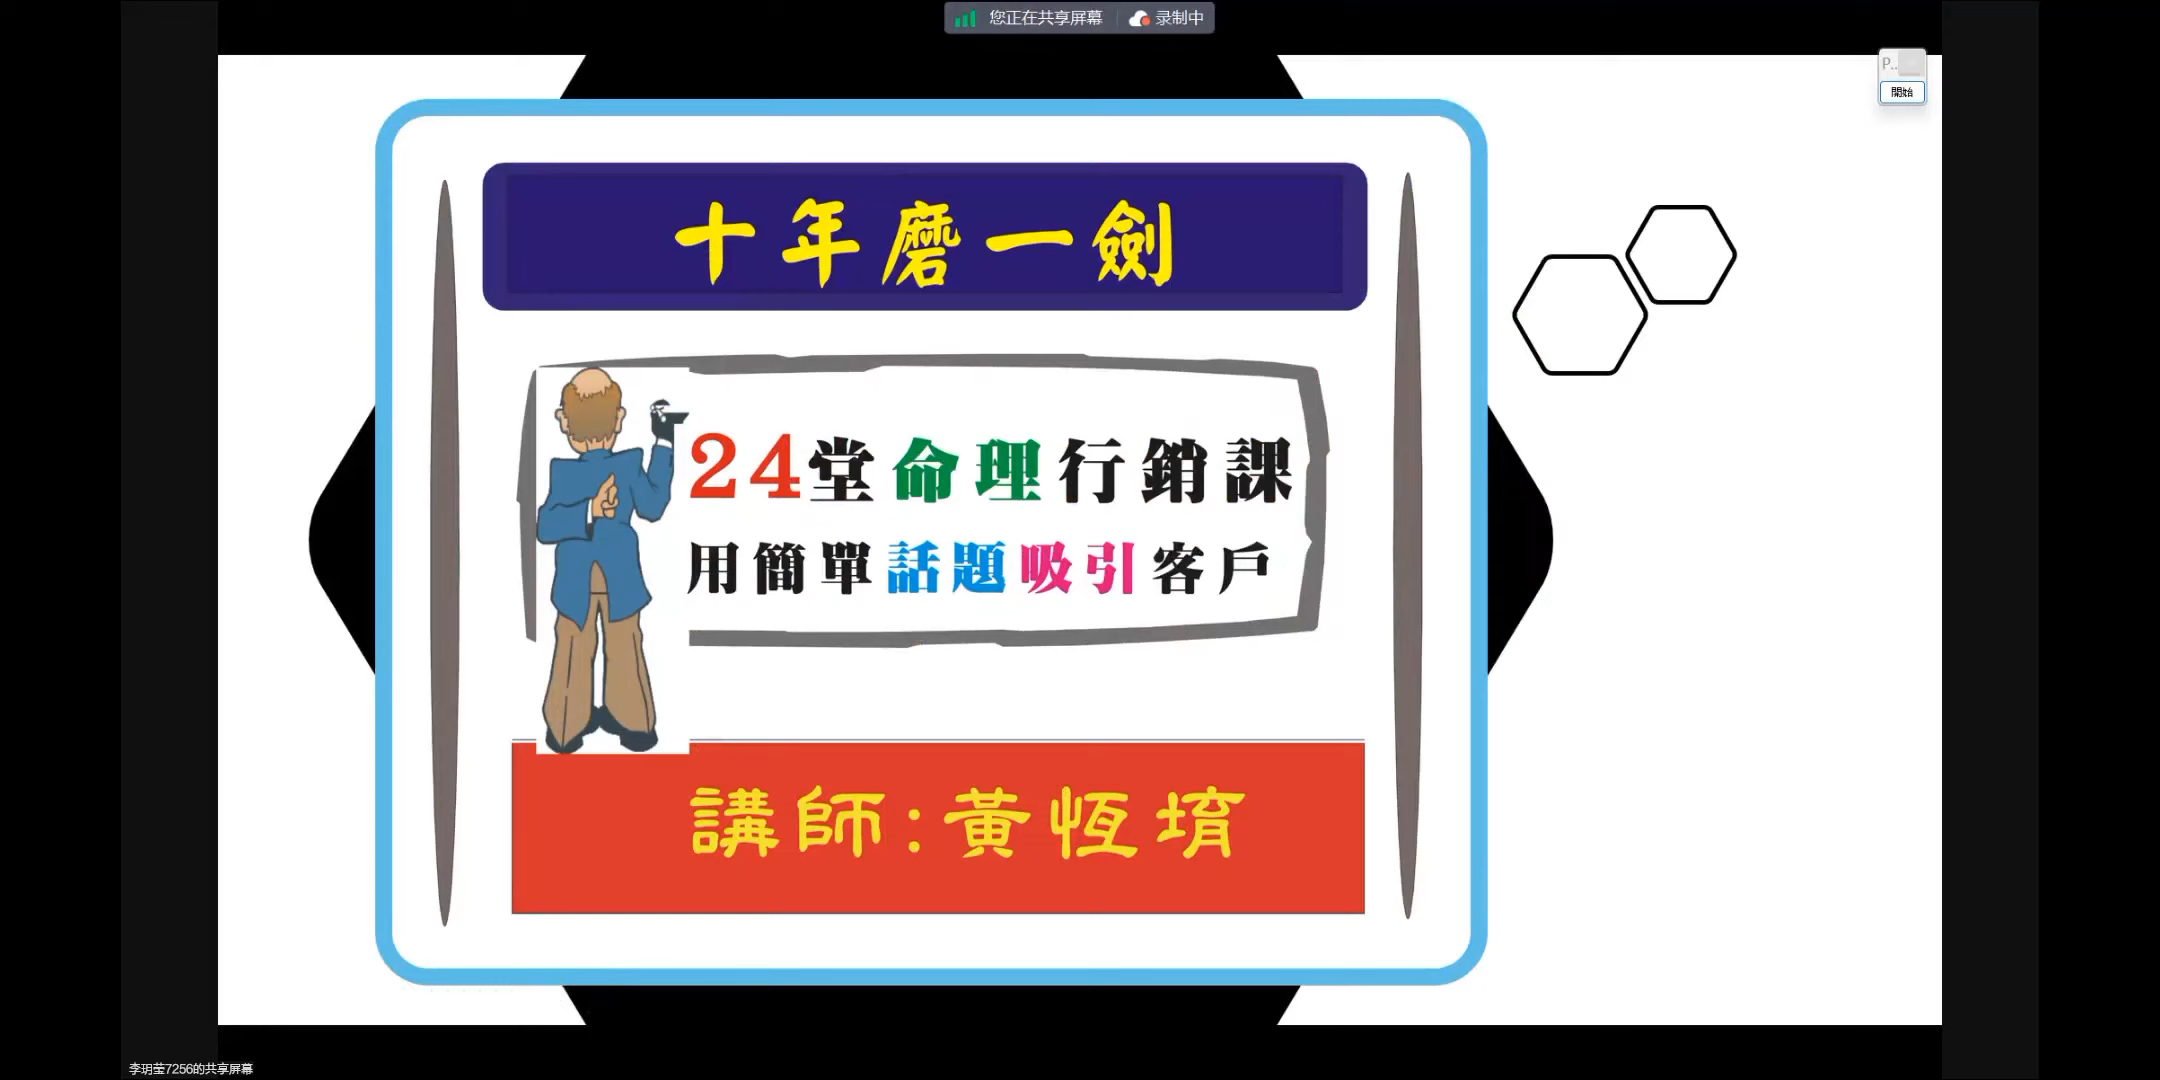 您正在共享屏幕 录制中
P..
開始
十年磨一劍
24堂命理行銷課
用簡單話題吸引客戶
講師:黃恆堉
李玥莹7256的共享屏幕